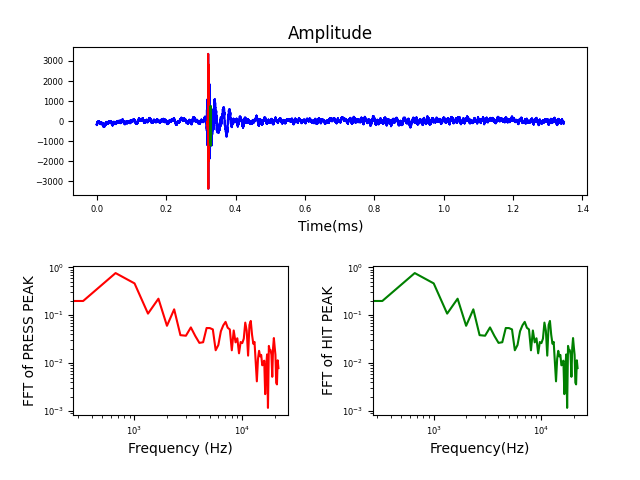 Amplitude
3000
2000
1000
0
−1000
−2000
−3000
0.0 0.2 0.4 0.6 0.8 1.0 1.2 1.4
Time(ms)
FFT of PRESS PEAK
10⁰
10⁻¹
10⁻²
10⁻³
10³ 10⁴
Frequency (Hz)
FFT of HIT PEAK
10⁰
10⁻¹
10⁻²
10⁻³
10³ 10⁴
Frequency(Hz)